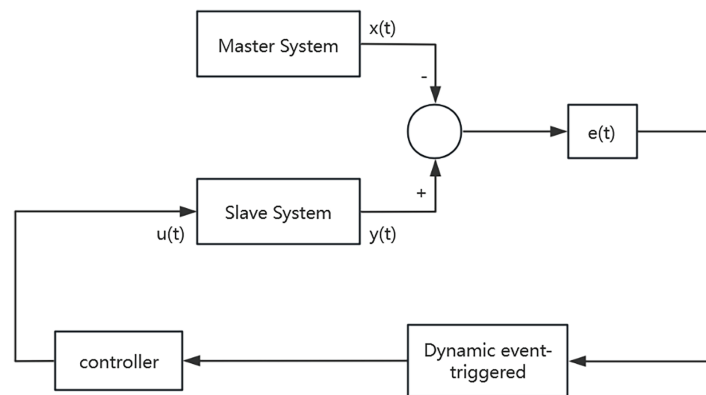 Master System
x(t)
-
e(t)
+
Slave System
u(t)
y(t)
controller
Dynamic event-
triggered